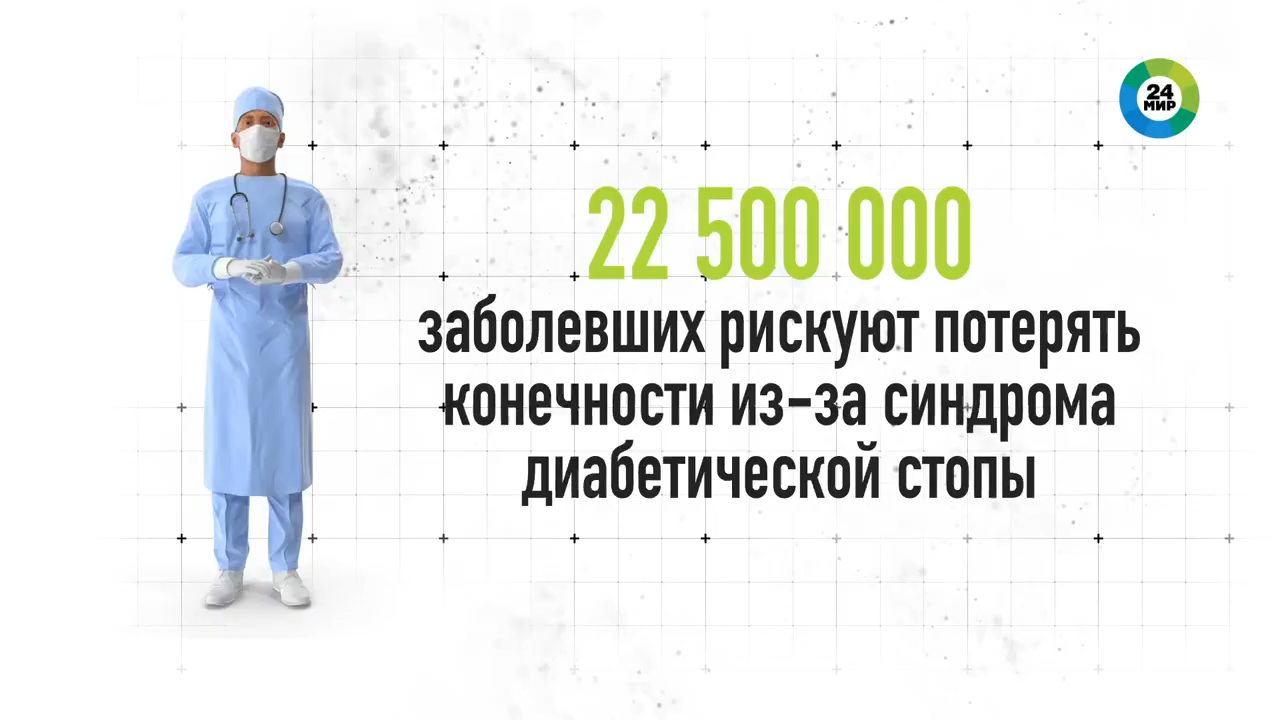 24
МИР
22 500 000
заболевших рискуют потерять
конечности из-за синдрома
диабетической стопы